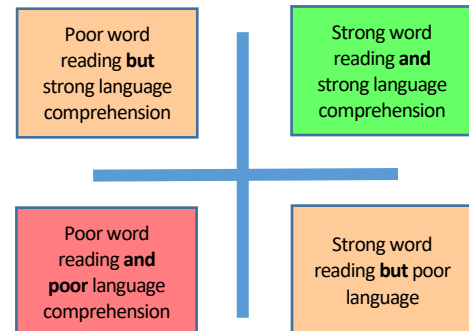 Poor word
reading but
strong language
comprehension
Strong word
reading and
strong language
comprehension
Poor word
reading and
poor language
comprehension
Strong word
reading but poor
language